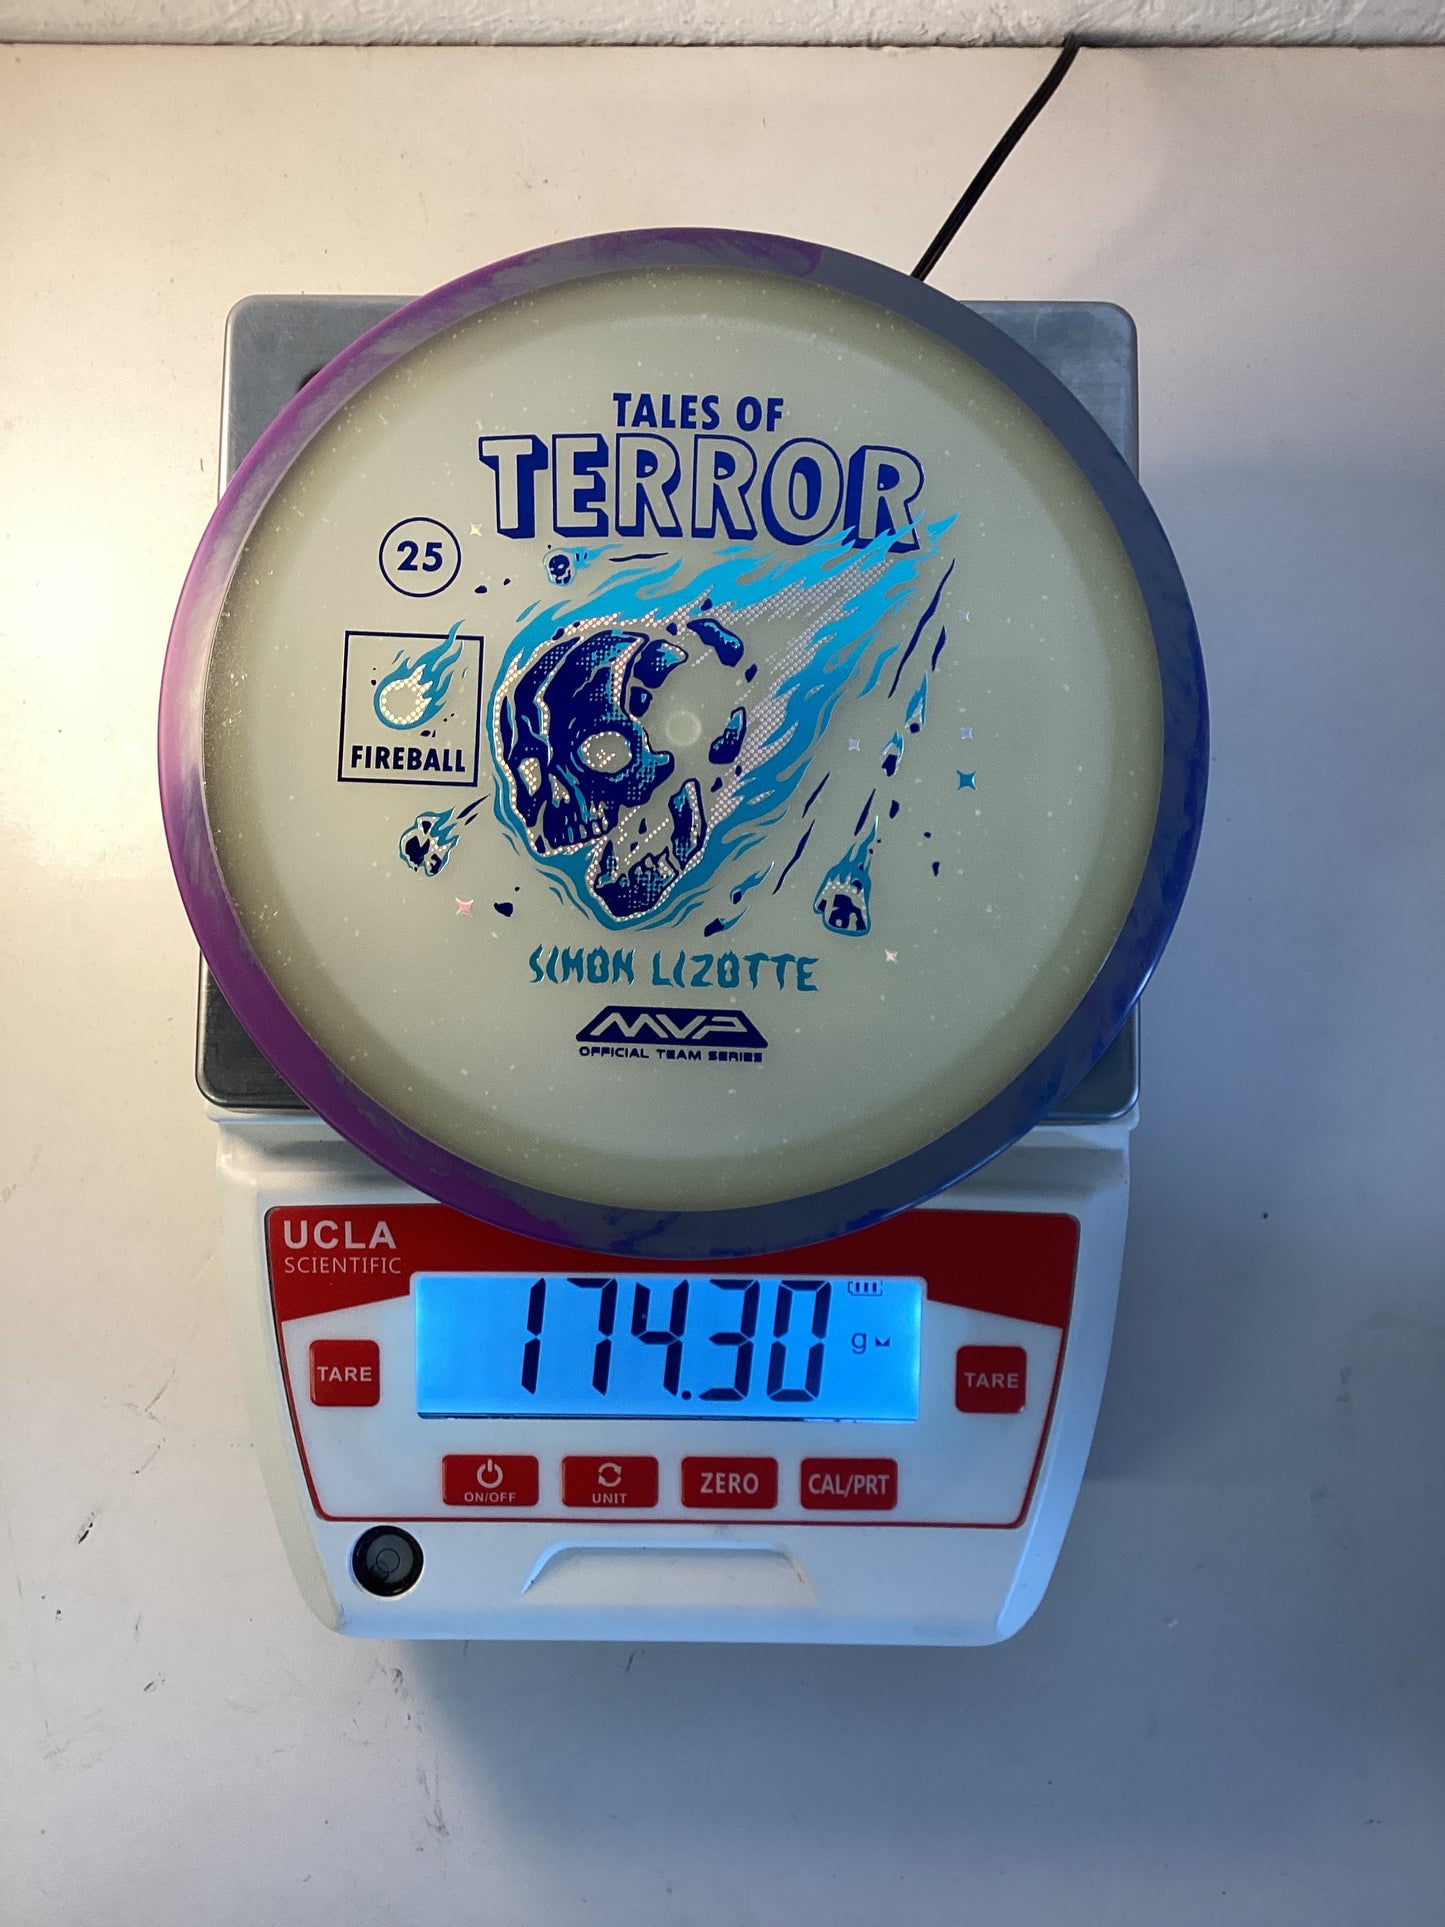 TALES OF
TERROR
25
FIREBALL
SIMON LIZOTTE
MVP
OFFICIAL TEAM SERIES
UCLA
SCIENTIFIC
174.30 g
TARE
TARE
ON/OFF
UNIT
ZERO
CAL/PRT